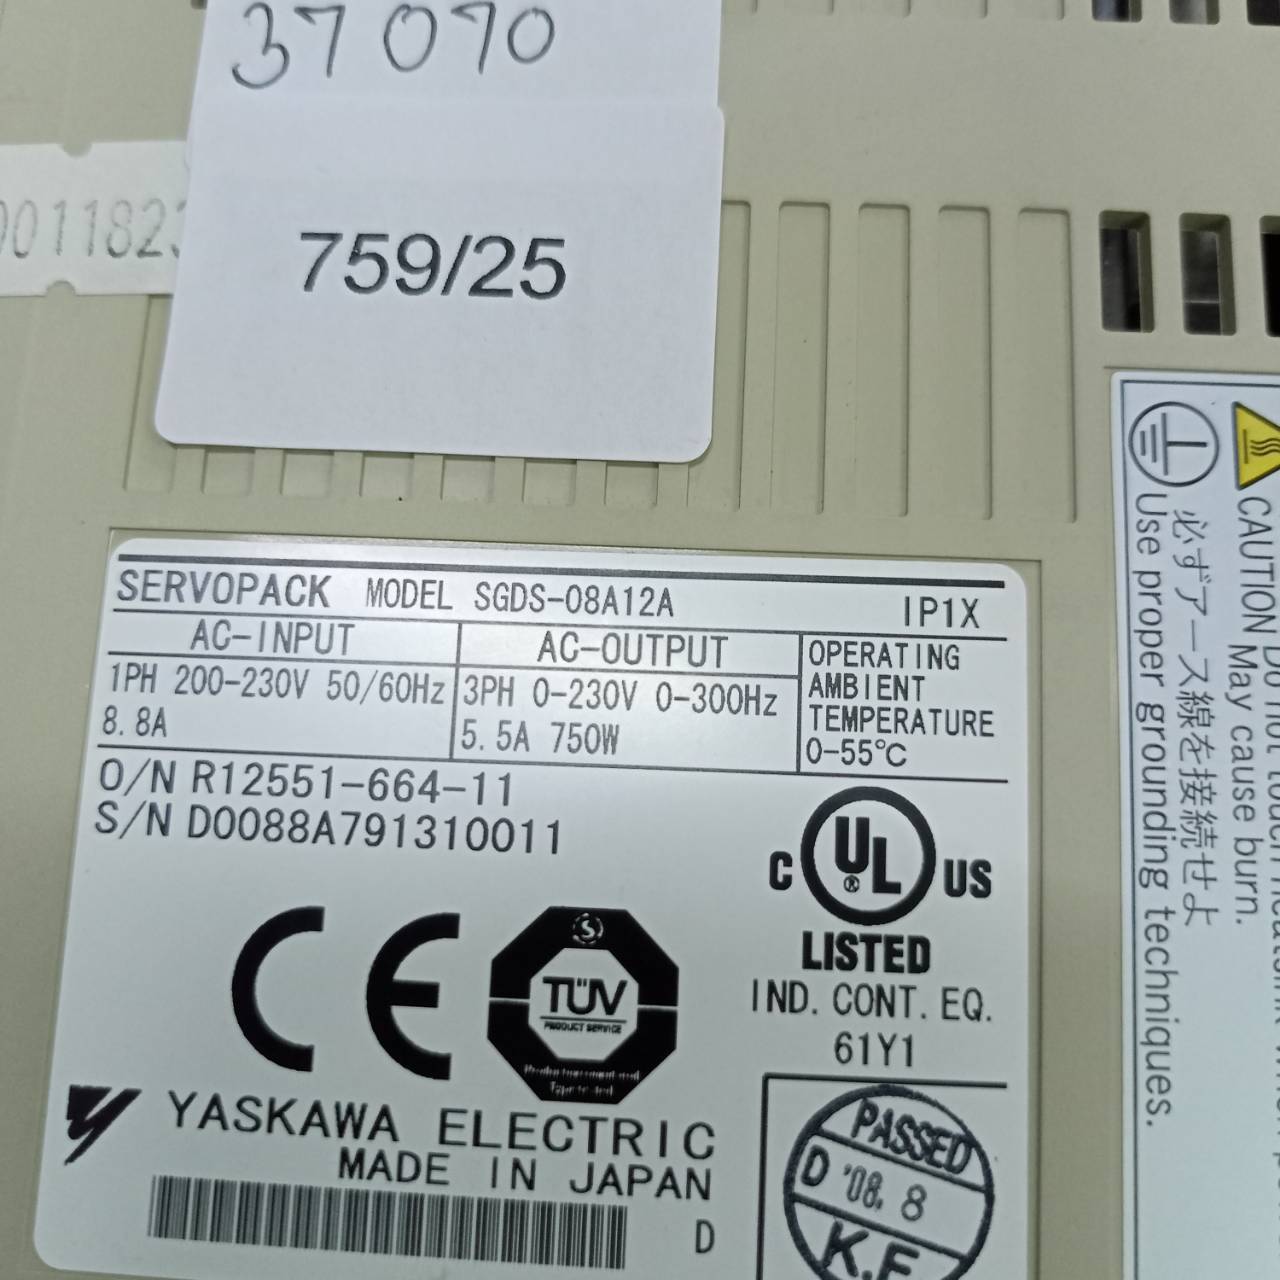 37070
0011823
759/25
SERVOPACK MODEL SGDS-08A12A IP1X
AC-INPUT
1PH 200-230V 50/60Hz
8.8A
AC-OUTPUT
3PH 0-230V 0-300Hz
5.5A 750W
OPERATING
AMBIENT
TEMPERATURE
0-55℃
O/N R12551-664-11
S/N D0088A791310011
CE
TÜV
PRODUCT SERVICE
C UL® US
LISTED
IND. CONT. EQ.
61Y1
YASKAWA ELECTRIC
MADE IN JAPAN
D
PASSED
D '08. 8
K.F
CAUTION Do not touch
May cause burn.
必ずアース線を接続せよ
Use proper grounding techniques.